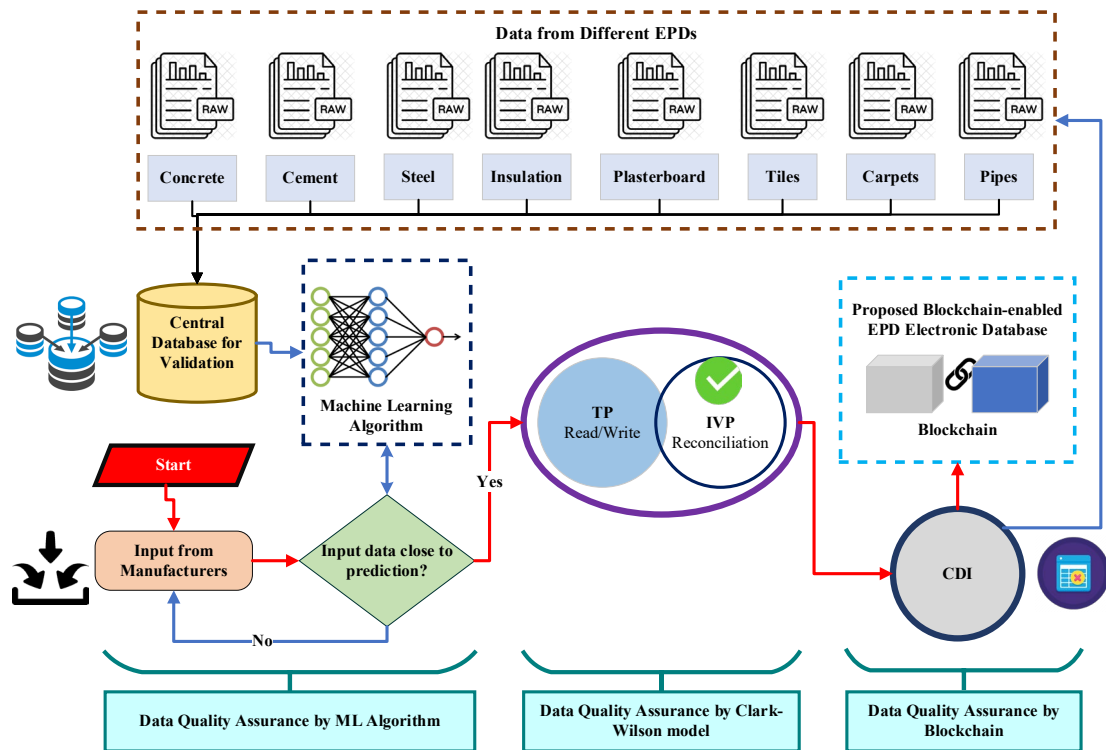 Data from Different EPDs
RAW RAW RAW RAW RAW RAW RAW RAW
Concrete Cement Steel Insulation Plasterboard Tiles Carpets Pipes
Central
Database for
Validation
Machine Learning
Algorithm
TP
Read/Write
IVP
Reconciliation
Proposed Blockchain-enabled
EPD Electronic Database
Blockchain
Start
Yes
Input from
Manufacturers
Input data close to
prediction?
CDI
No
Data Quality Assurance by ML Algorithm
Data Quality Assurance by Clark-
Wilson model
Data Quality Assurance by
Blockchain